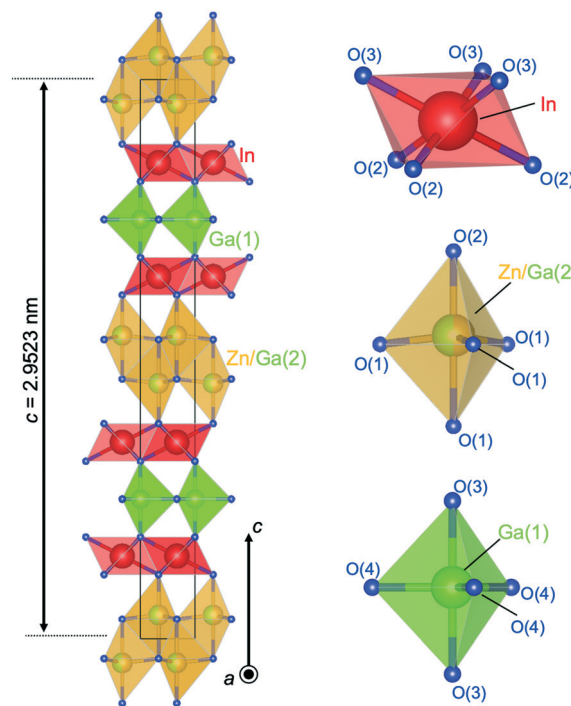 c = 2.9523 nm
In
Ga(1)
Zn/Ga(2)
c
a
O(3)
O(3)
O(3)
In
O(2)
O(2)
O(2)
O(2)
Zn/Ga(2
O(1)
O(1)
O(1)
O(1)
O(3)
Ga(1)
O(4)
O(4)
O(4)
O(3)